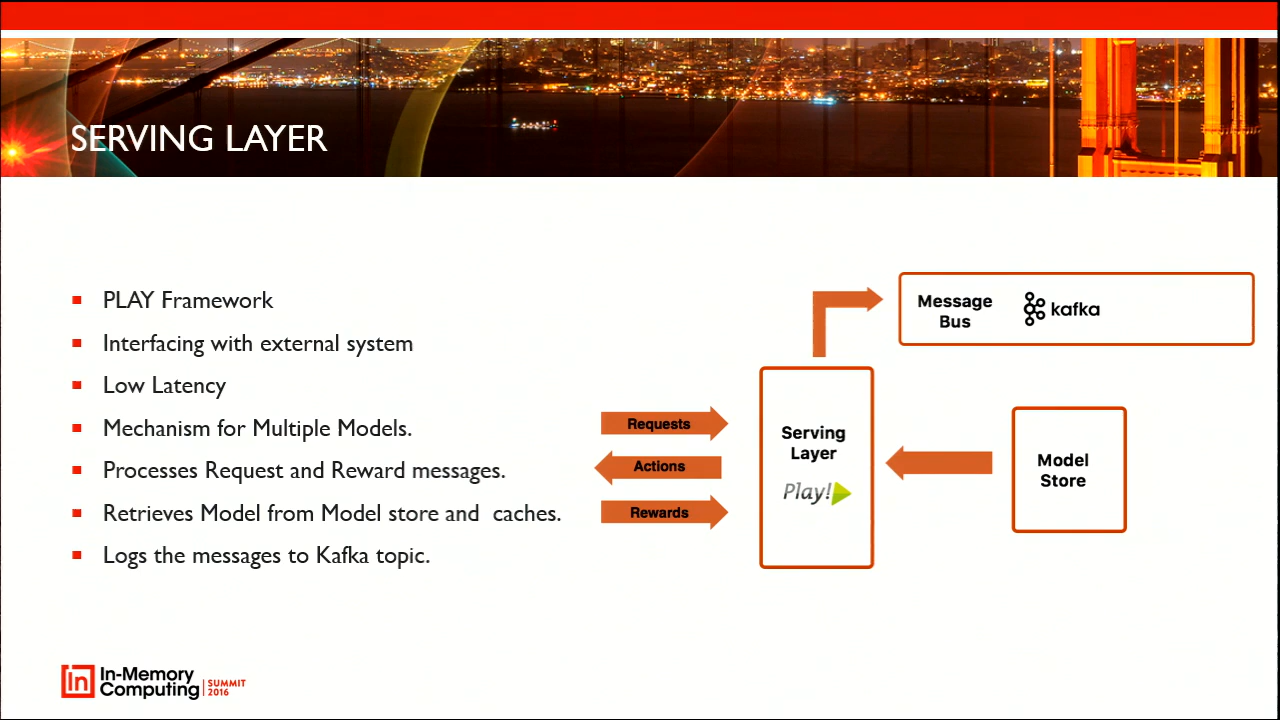 SERVING LAYER
PLAY Framework
Interfacing with external system
Low Latency
Mechanism for Multiple Models.
Processes Request and Reward messages.
Retrieves Model from Model store and  caches.
Logs the messages to Kafka topic.
Message
Bus
kafka
Requests
Actions
Rewards
Serving
Layer
Play!
Model
Store
in
In-Memory
Computing
SUMMIT
2016